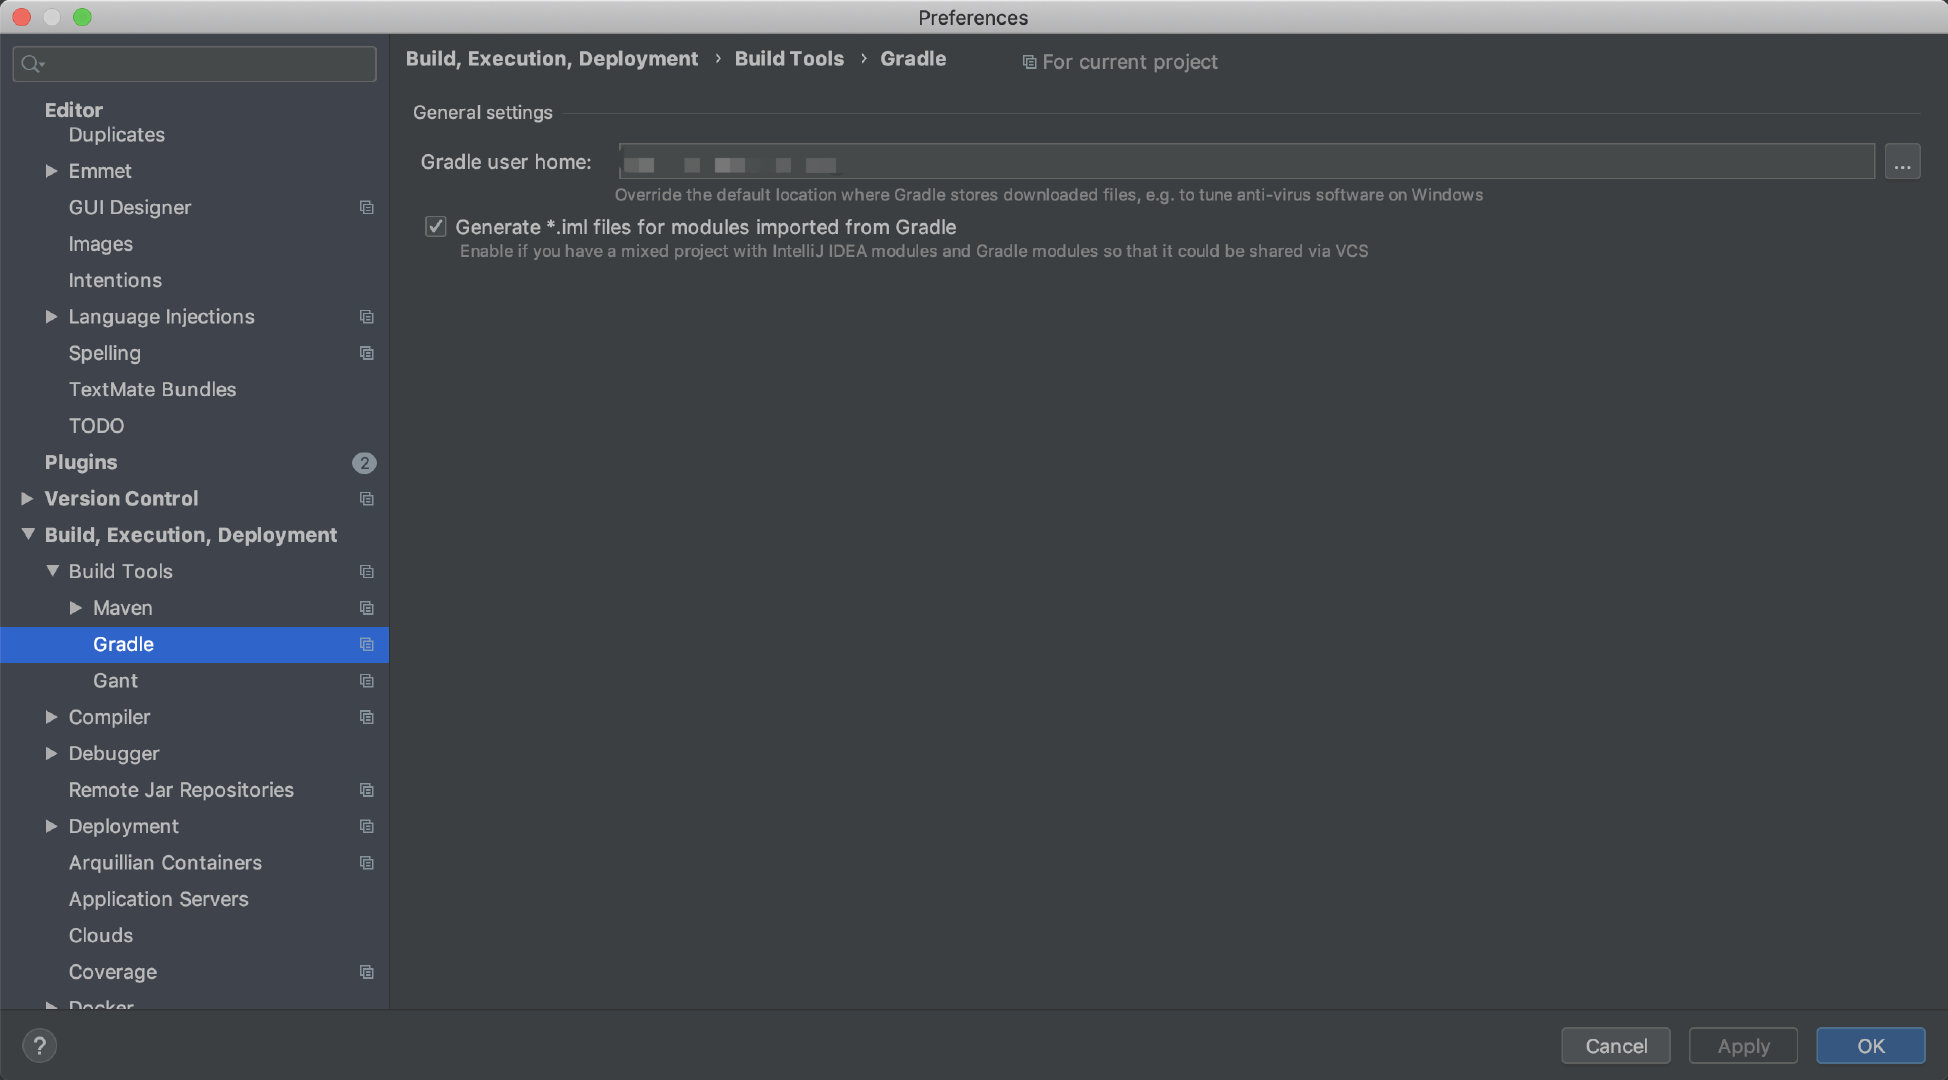 Preferences
Build, Execution, Deployment › Build Tools › Gradle
For current project
General settings
Gradle user home:
...
Override the default location where Gradle stores downloaded files, e.g. to tune anti-virus software on Windows
Generate *.iml files for modules imported from Gradle
Enable if you have a mixed project with IntelliJ IDEA modules and Gradle modules so that it could be shared via VCS
Editor
Duplicates
Emmet
GUI Designer
Images
Intentions
Language Injections
Spelling
TextMate Bundles
TODO
Plugins 2
Version Control
Build, Execution, Deployment
Build Tools
Maven
Gradle
Gant
Compiler
Debugger
Remote Jar Repositories
Deployment
Arquillian Containers
Application Servers
Clouds
Coverage
Docker
?
Cancel
Apply
OK